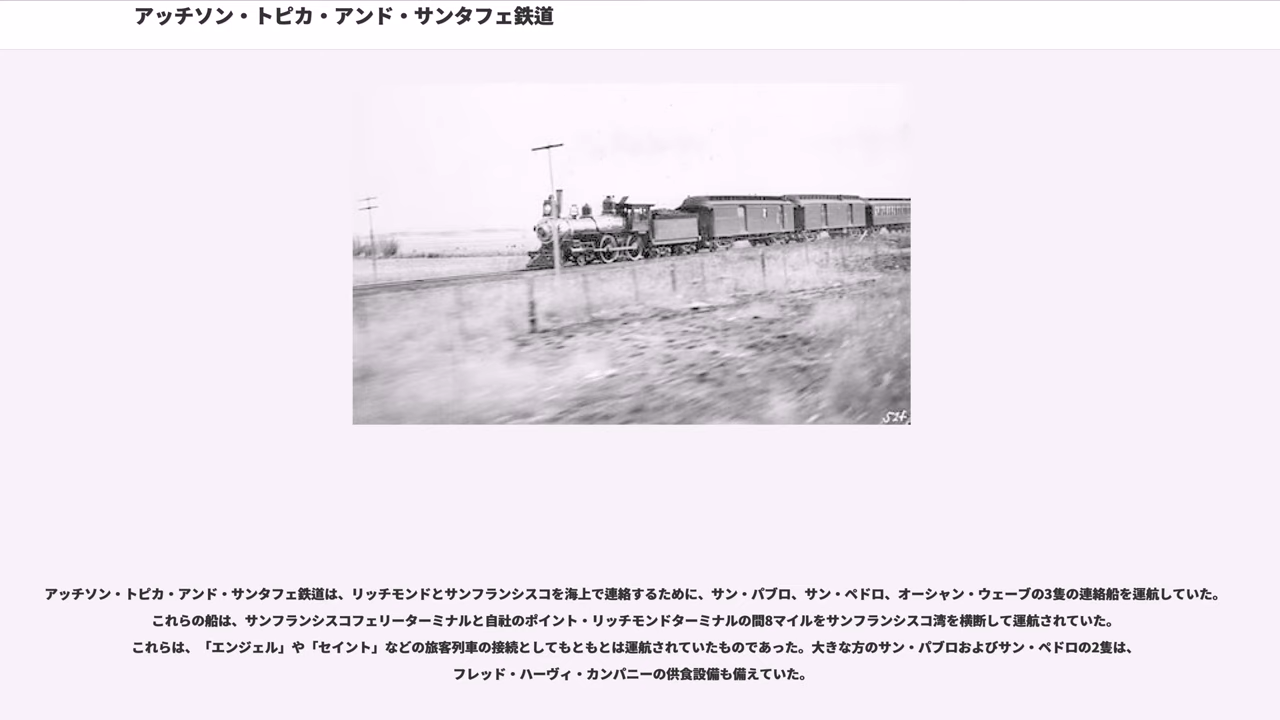 アッチソン・トピカ・アンド・サンタフェ鉄道
アッチソン・トピカ・アンド・サンタフェ鉄道は、リッチモンドとサンフランシスコを海上で連絡するために、サン・パブロ、サン・ペドロ、オーシャン・ウェーブの3隻の連絡船を運航していた。
これらの船は、サンフランシスコフェリーターミナルと自社のポイント・リッチモンドターミナルの間8マイルをサンフランシスコ湾を横断して運航されていた。
これらは、「エンジェル」や「セイント」などの旅客列車の接続としてもともとは運航されていたものであった。大きな方のサン・パブロおよびサン・ペドロの2隻は、
フレッド・ハーヴィ・カンパニーの供食設備も備えていた。